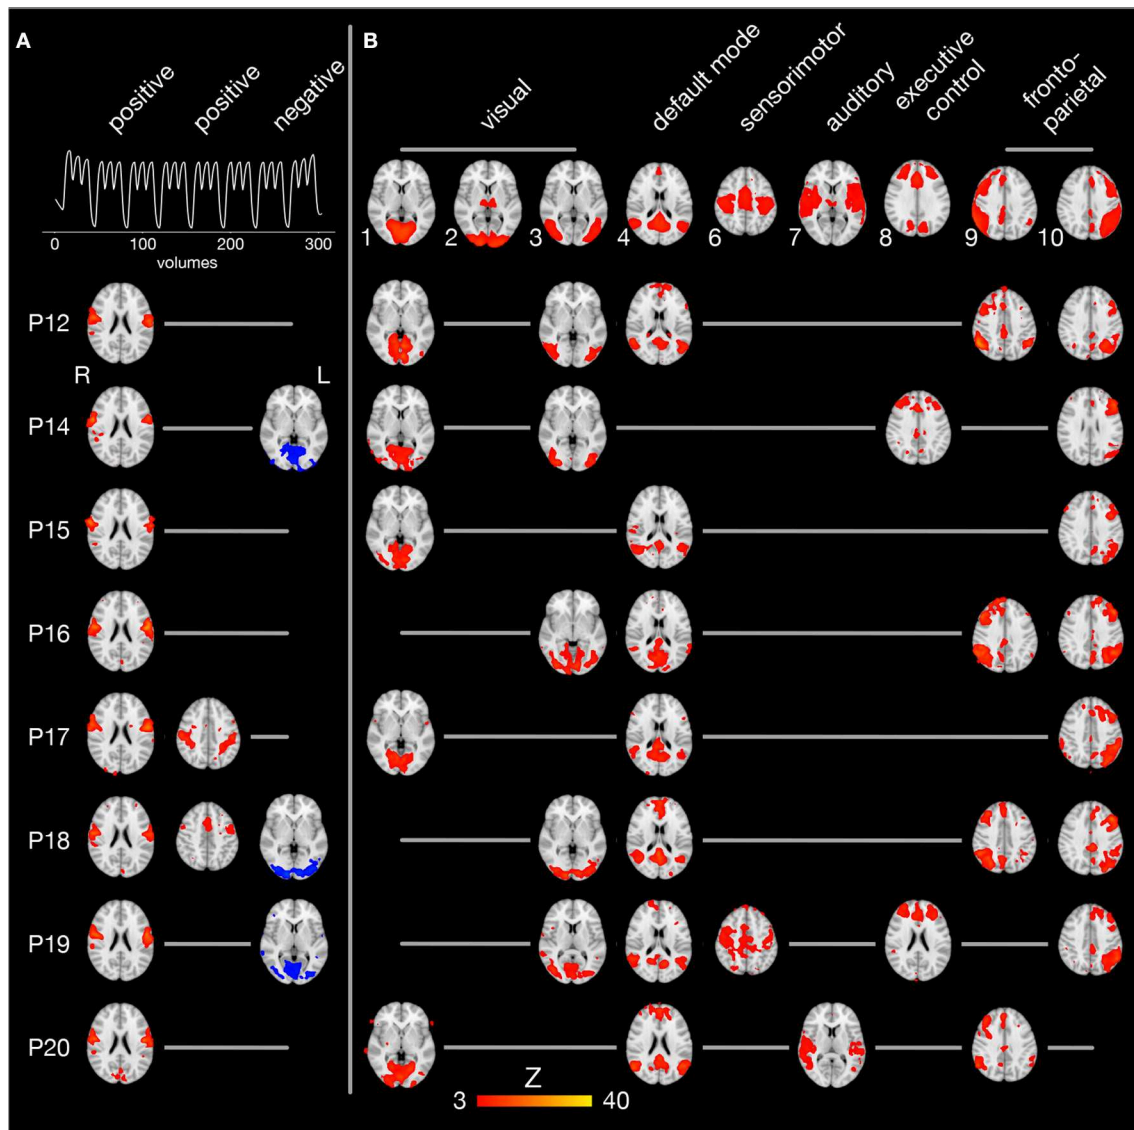 A
B
positive
positive
negative
visual
default mode
sensorimotor
auditory
executive
control
fronto-
parietal
0 100 200 300
volumes
1 2 3 4 6 7 8 9 10
P12
R L
P14
P15
P16
P17
P18
P19
P20
Z
3 40